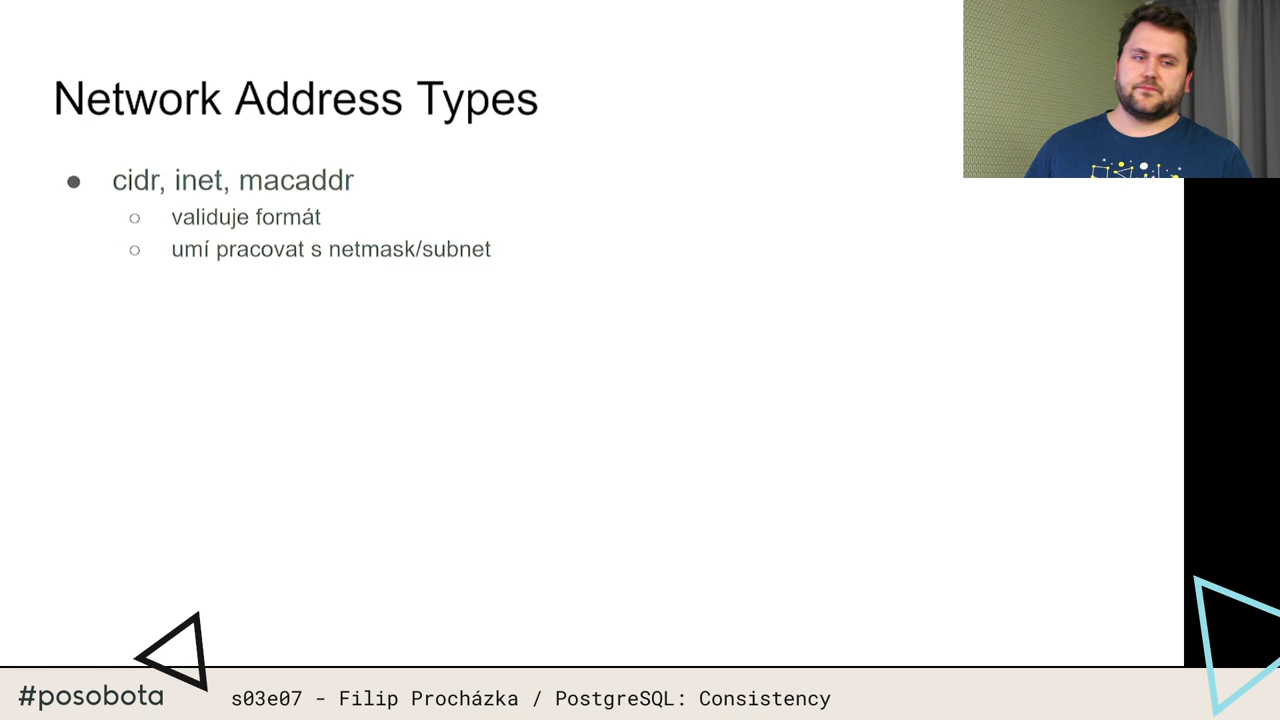 Network Address Types
● cidr, inet, macaddr
○ validuje formát
○ umí pracovat s netmask/subnet
#posobota
s03e07 - Filip Procházka / PostgreSQL: Consistency